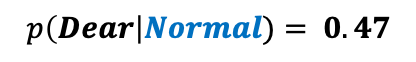 p(Dear|Normal) = 0.47